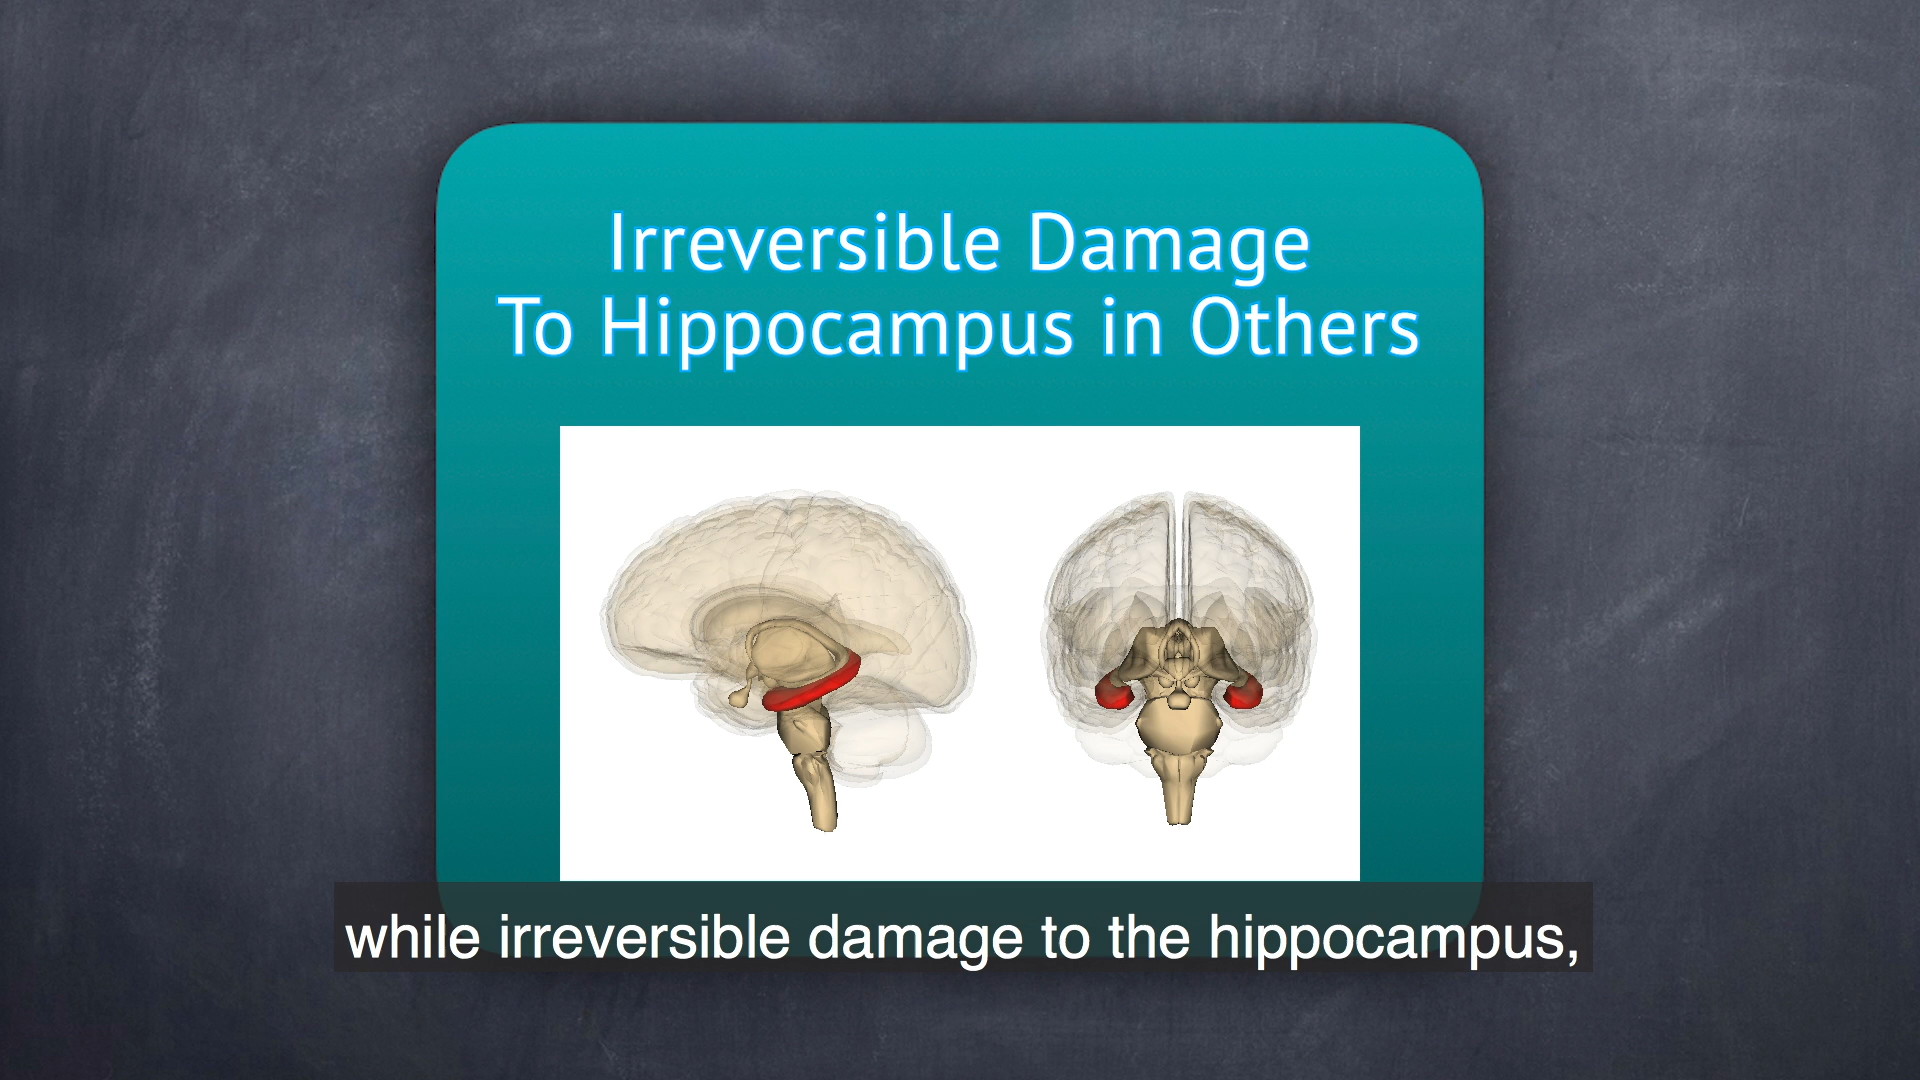 Irreversible Damage
To Hippocampus in Others
while irreversible damage to the hippocampus,